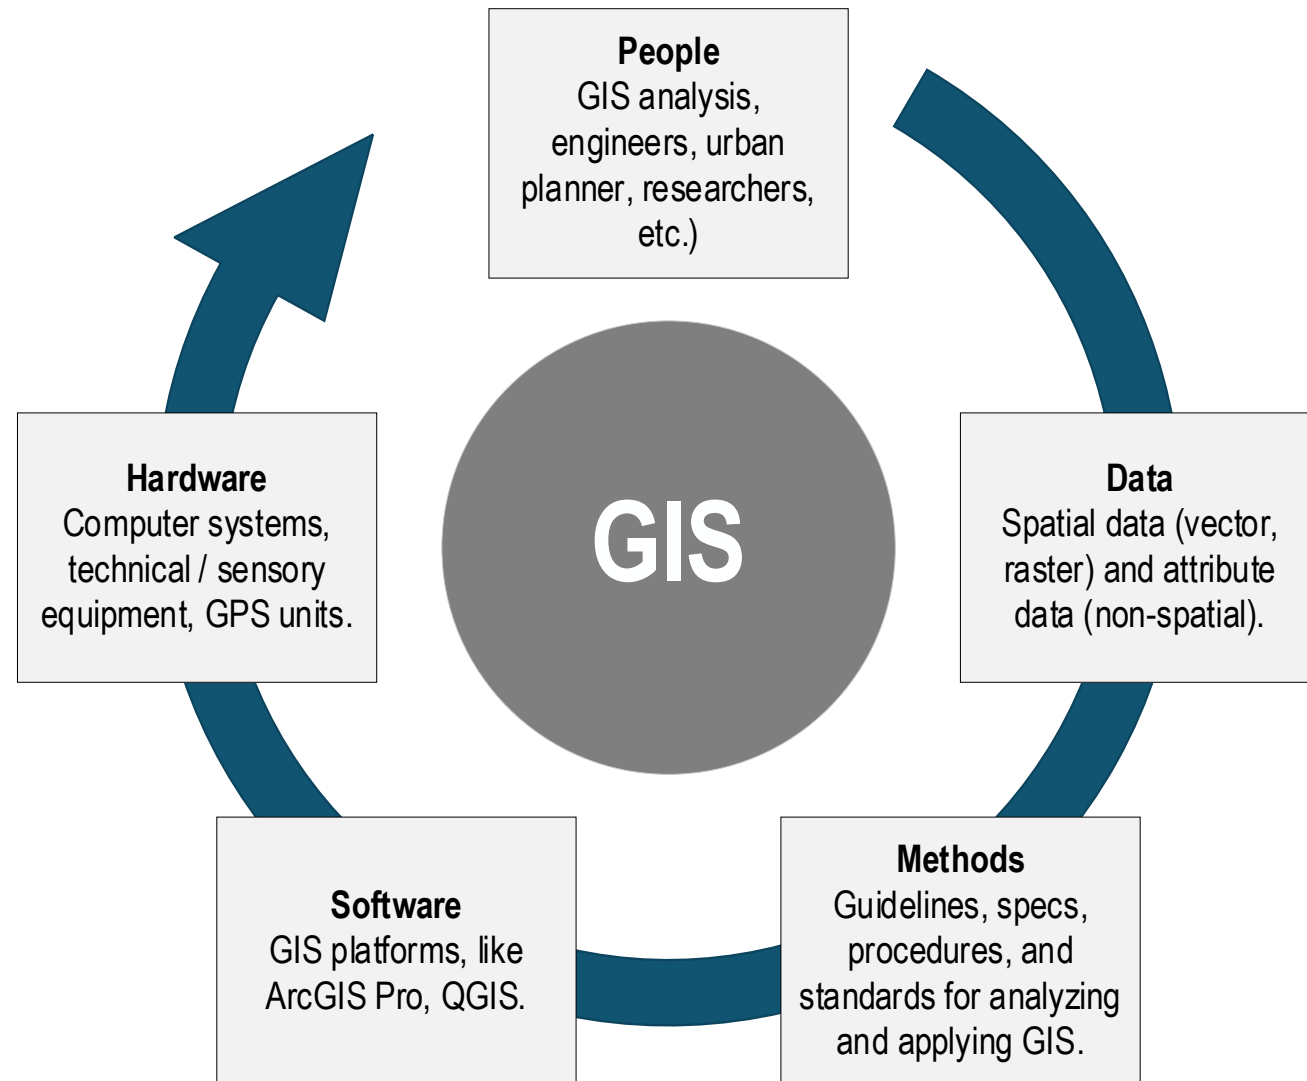 People
GIS analysis,
engineers, urban
planner, researchers,
etc.)
Hardware
Computer systems,
technical / sensory
equipment, GPS units.
GIS
Data
Spatial data (vector,
raster) and attribute
data (non-spatial).
Software
GIS platforms, like
ArcGIS Pro, QGIS.
Methods
Guidelines, specs,
procedures, and
standards for analyzing
and applying GIS.